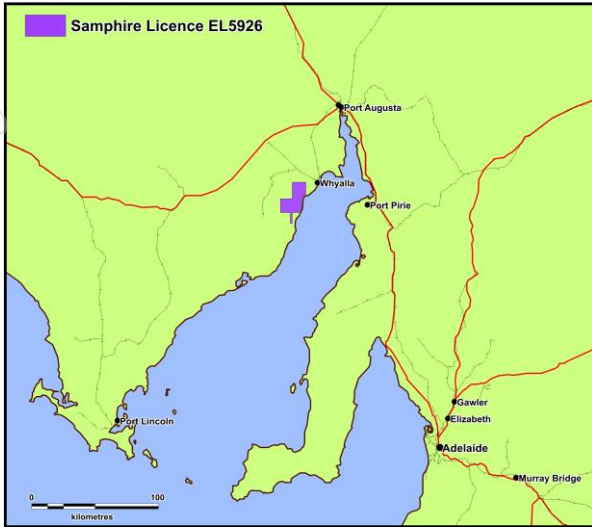 Samphire Licence EL5926
Port Augusta
Whyalla
Port Pirie
Gawler
Elizabeth
Port Lincoln
Adelaide
Murray Bridge
0 100
kilometres